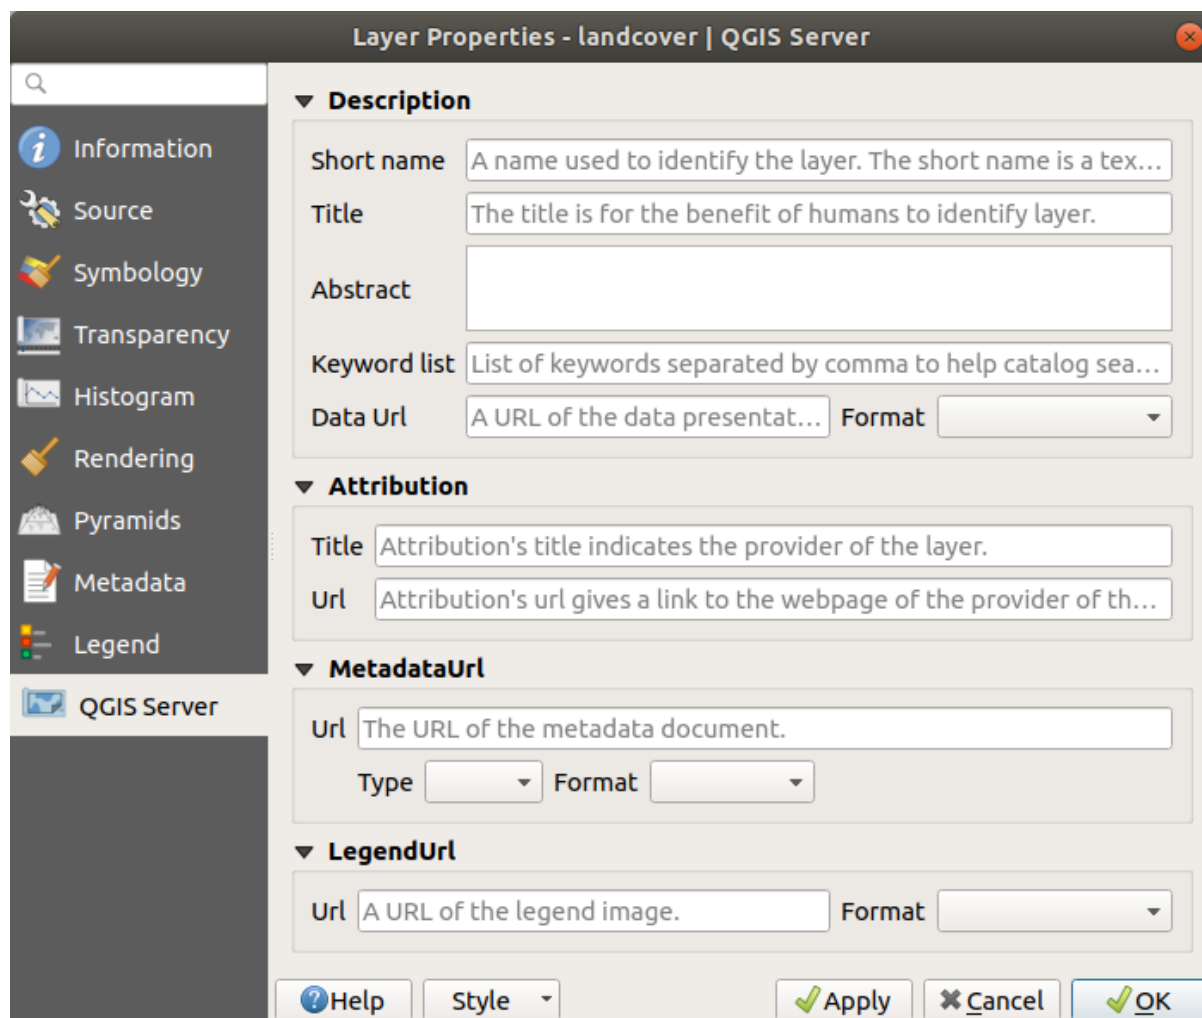 Layer Properties - landcover | QGIS Server
Information
Source
Symbology
Transparency
Histogram
Rendering
Pyramids
Metadata
Legend
QGIS Server
Description
Short name A name used to identify the layer. The short name is a tex...
Title The title is for the benefit of humans to identify layer.
Abstract
Keyword list List of keywords separated by comma to help catalog sea...
Data Url A URL of the data presentat... Format
Attribution
Title Attribution's title indicates the provider of the layer.
Url Attribution's url gives a link to the webpage of the provider of th...
MetadataUrl
Url The URL of the metadata document.
Type Format
LegendUrl
Url A URL of the legend image. Format
Help Style Apply Cancel OK